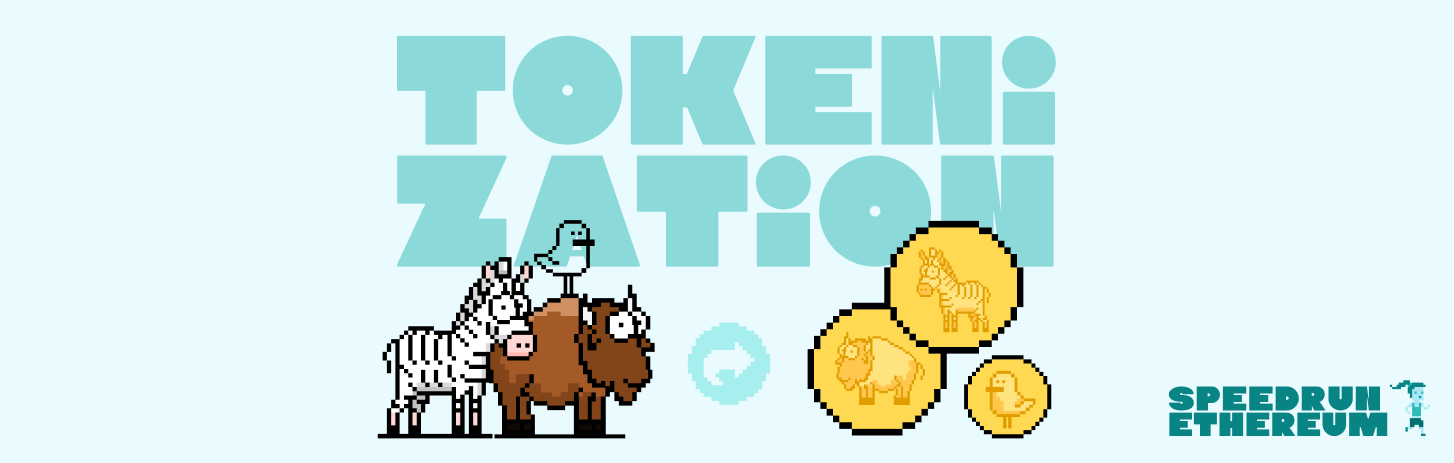 TOKENi
ZATiON
SPEEDRUN
ETHEREUM